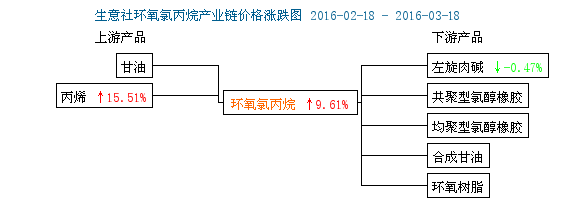 生意社环氧氯丙烷产业链价格涨跌图 2016-02-18 - 2016-03-18
上游产品
下游产品
甘油
丙烯 ↑15.51%
环氧氯丙烷 ↑9.61%
左旋肉碱 ↓-0.47%
共聚型氯醇橡胶
均聚型氯醇橡胶
合成甘油
环氧树脂